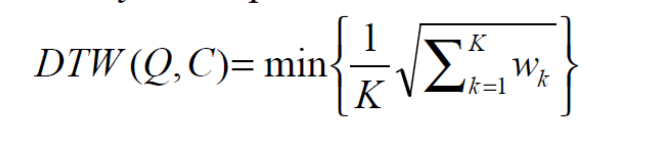 DTW (Q, C)= min{ 1/K √∑_{k=1}^{K} w_k }